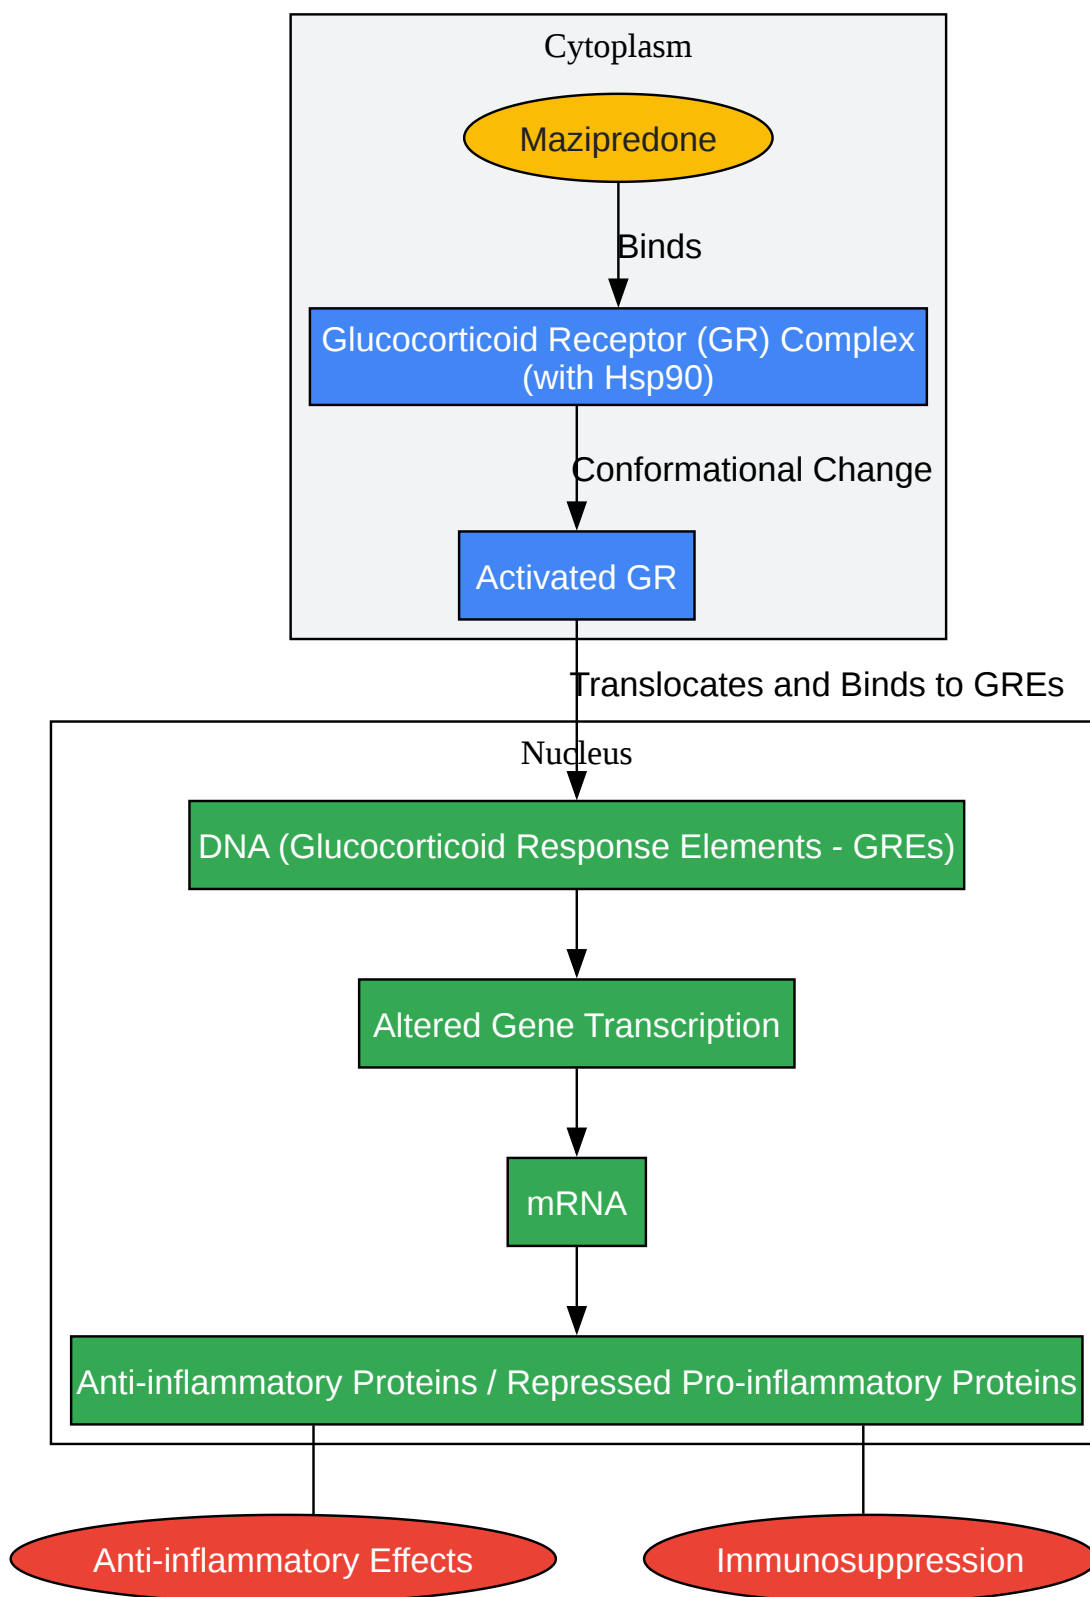 Cytoplasm
Mazipredone
Binds
Glucocorticoid Receptor (GR) Complex
(with Hsp90)
Conformational Change
Activated GR
Translocates and Binds to GREs
Nucleus
DNA (Glucocorticoid Response Elements - GREs)
Altered Gene Transcription
mRNA
Anti-inflammatory Proteins / Repressed Pro-inflammatory Proteins
Anti-inflammatory Effects
Immunosuppression